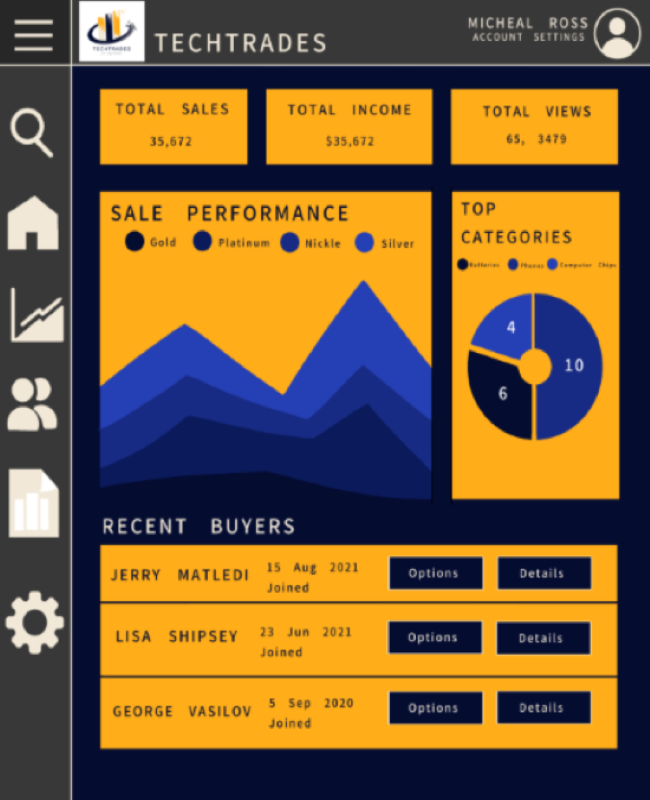 TECHTRADES
TECHTRADES
MICHEAL ROSS
ACCOUNT SETTINGS
TOTAL SALES
35,672
TOTAL INCOME
$35,672
TOTAL VIEWS
65, 3479
SALE PERFORMANCE
Gold Platinum Nickle Silver
TOP
CATEGORIES
Batteries Phones Computer Chips
4
10
6
RECENT BUYERS
JERRY MATLEDI
15 Aug 2021
Joined
Options
Details
LISA SHIPSEY
23 Jun 2021
Joined
Options
Details
GEORGE VASILOV
5 Sep 2020
Joined
Options
Details